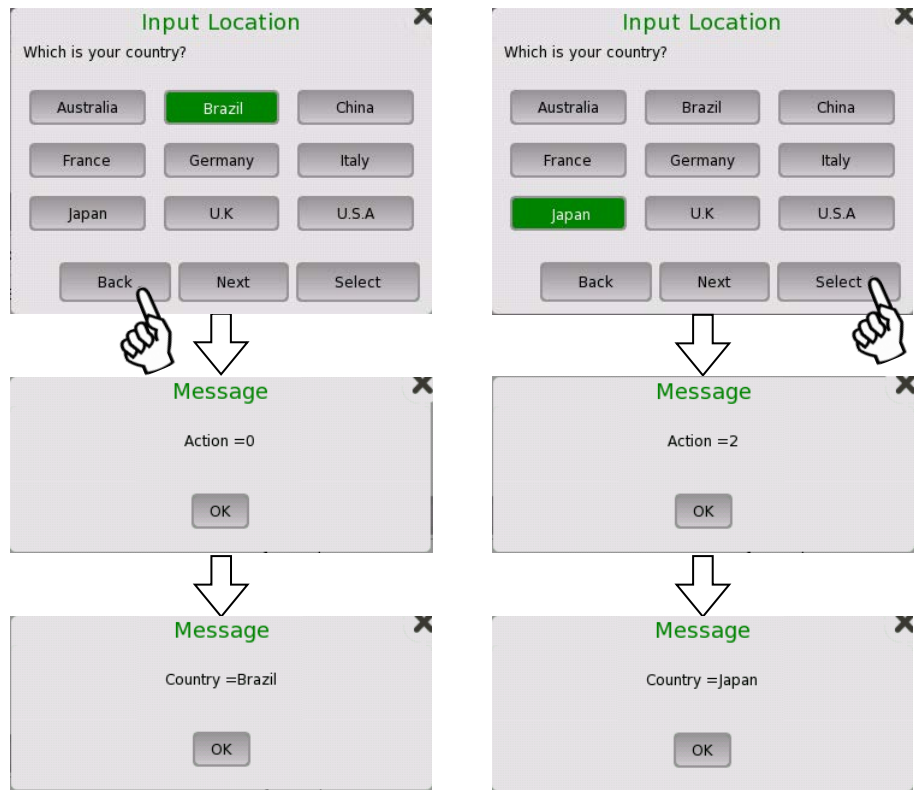 Input Location
Which is your country?
Australia Brazil China
France Germany Italy
Japan U.K U.S.A
Back Next Select
Message
Action =0
OK
Message
Country =Brazil
OK
Input Location
Which is your country?
Australia Brazil China
France Germany Italy
Japan U.K U.S.A
Back Next Select
Message
Action =2
OK
Message
Country =Japan
OK